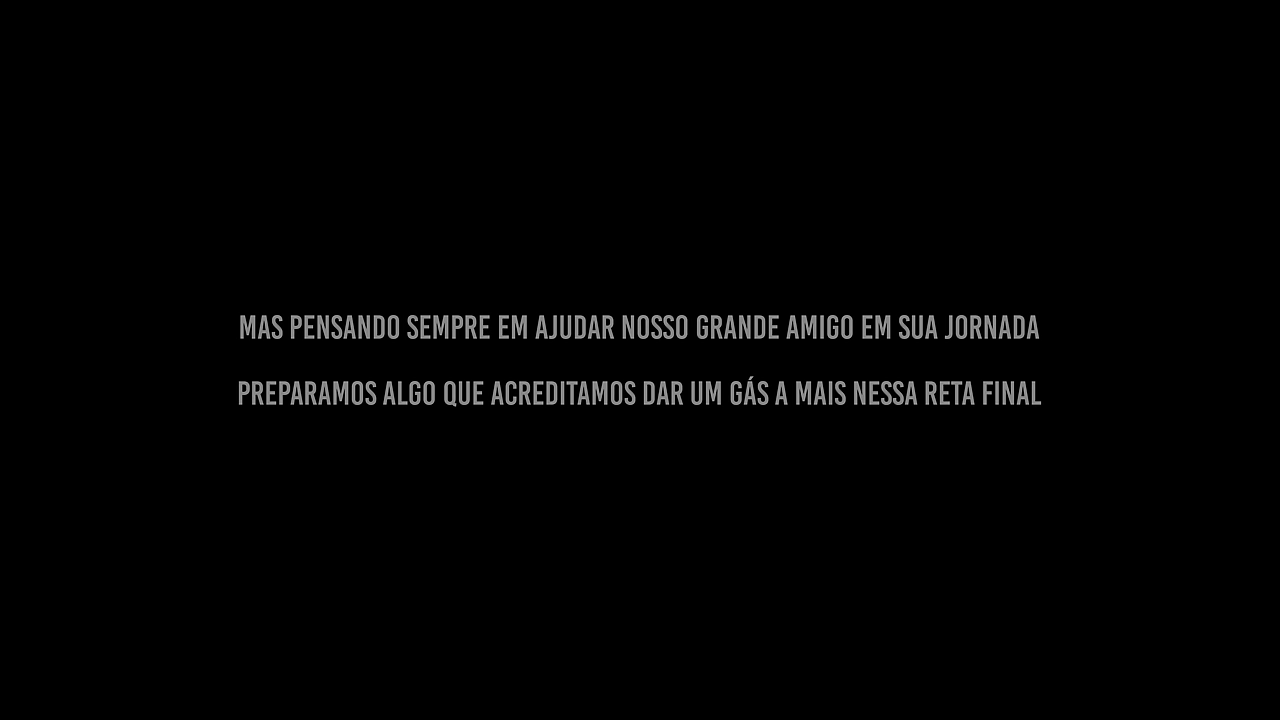 MAS PENSANDO SEMPRE EM AJUDAR NOSSO GRANDE AMIGO EM SUA JORNADA
PREPARAMOS ALGO QUE ACREDITAMOS DAR UM GÁS A MAIS NESSA RETA FINAL